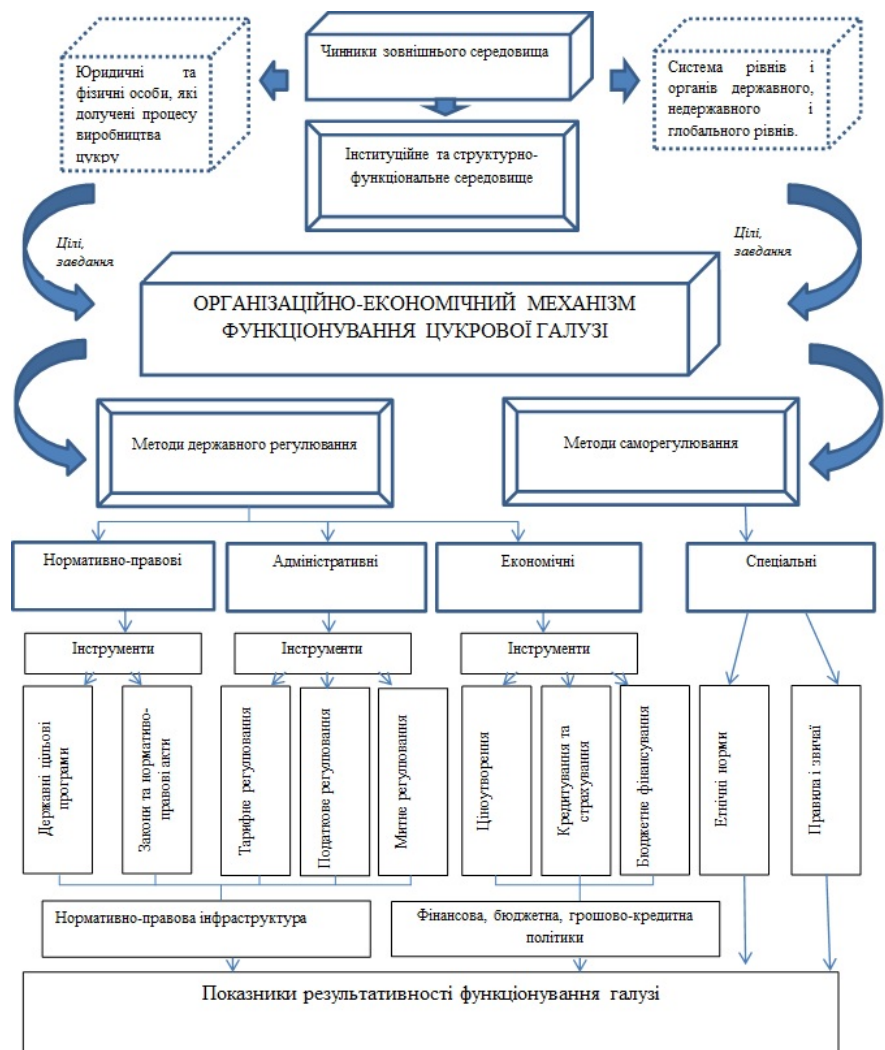 Чинники зовнішнього середовища
Юридичні та
фізичні особи, які
долучені процесу
виробництва
цукру
Система рівнів і
органів державного,
недержавного і
глобального рівнів.
Інституційне та структурно-
функціональне середовище
Цілі,
завдання
Цілі,
завдання
ОРГАНІЗАЦІЙНО-ЕКОНОМІЧНИЙ МЕХАНІЗМ
ФУНКЦІОНУВАННЯ ЦУКРОВОЇ ГАЛУЗІ
Методи державного регулювання
Методи саморегулювання
Нормативно-правові
Адміністративні
Економічні
Спеціальні
Інструменти
Інструменти
Інструменти
Державні цільові
програми
Закони та нормативо-
правові акти
Тарифне регулювання
Податкове регулювання
Митне регулювання
Ціноутворення
Кредитування та
страхування
Бюджетне фінансування
Етнічні норми
Правила і звичаї
Нормативно-правова інфраструктура
Фінансова, бюджетна, грошово-кредитна
політики
Показники результативності функціонування галузі